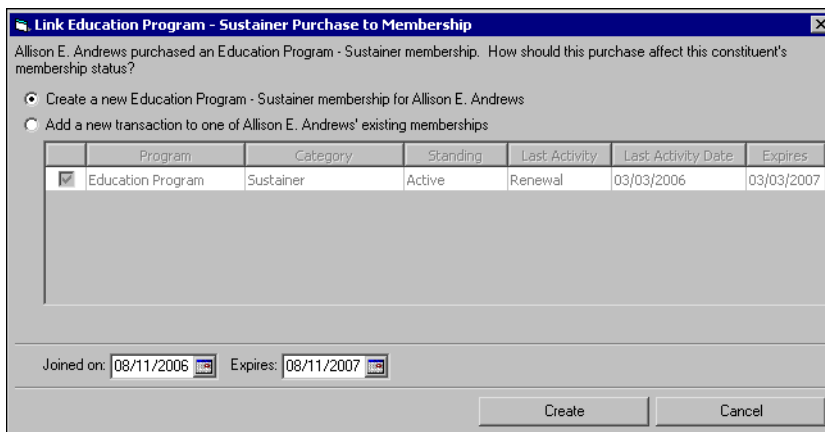 Link Education Program - Sustainer Purchase to Membership
Allison E. Andrews purchased an Education Program - Sustainer membership. How should this purchase affect this constituent's
membership status?
Create a new Education Program - Sustainer membership for Allison E. Andrews
Add a new transaction to one of Allison E. Andrews' existing memberships
Program Category Standing Last Activity Last Activity Date Expires
Education Program Sustainer Active Renewal 03/03/2006 03/03/2007
Joined on: 08/11/2006 Expires: 08/11/2007
Create Cancel